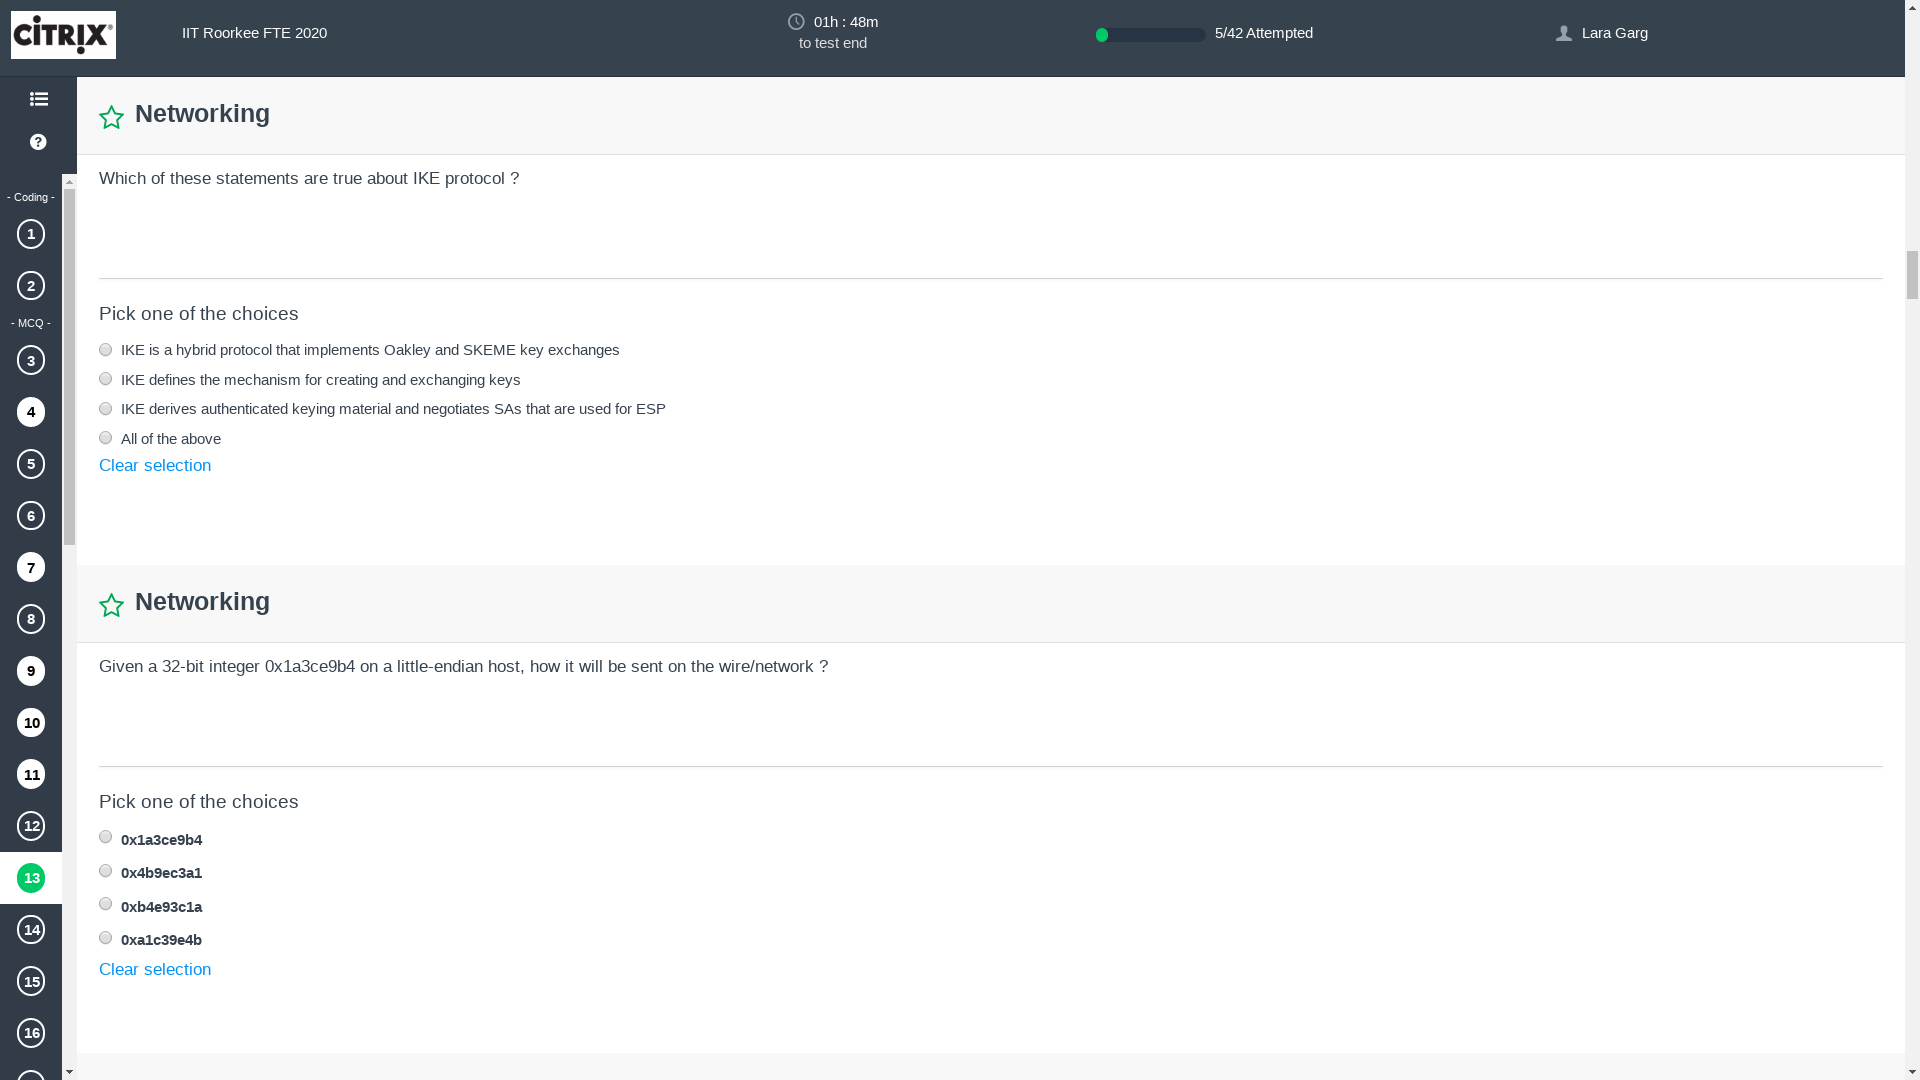 CİTRIX®
IIT Roorkee FTE 2020
01h : 48m
to test end
5/42 Attempted
Lara Garg
- Coding -
1
2
- MCQ -
3
4
5
6
7
8
9
10
11
12
13
14
15
16
Networking
Which of these statements are true about IKE protocol ?
Pick one of the choices
IKE is a hybrid protocol that implements Oakley and SKEME key exchanges
IKE defines the mechanism for creating and exchanging keys
IKE derives authenticated keying material and negotiates SAs that are used for ESP
All of the above
Clear selection
Networking
Given a 32-bit integer 0x1a3ce9b4 on a little-endian host, how it will be sent on the wire/network ?
Pick one of the choices
0x1a3ce9b4
0x4b9ec3a1
0xb4e93c1a
0xa1c39e4b
Clear selection